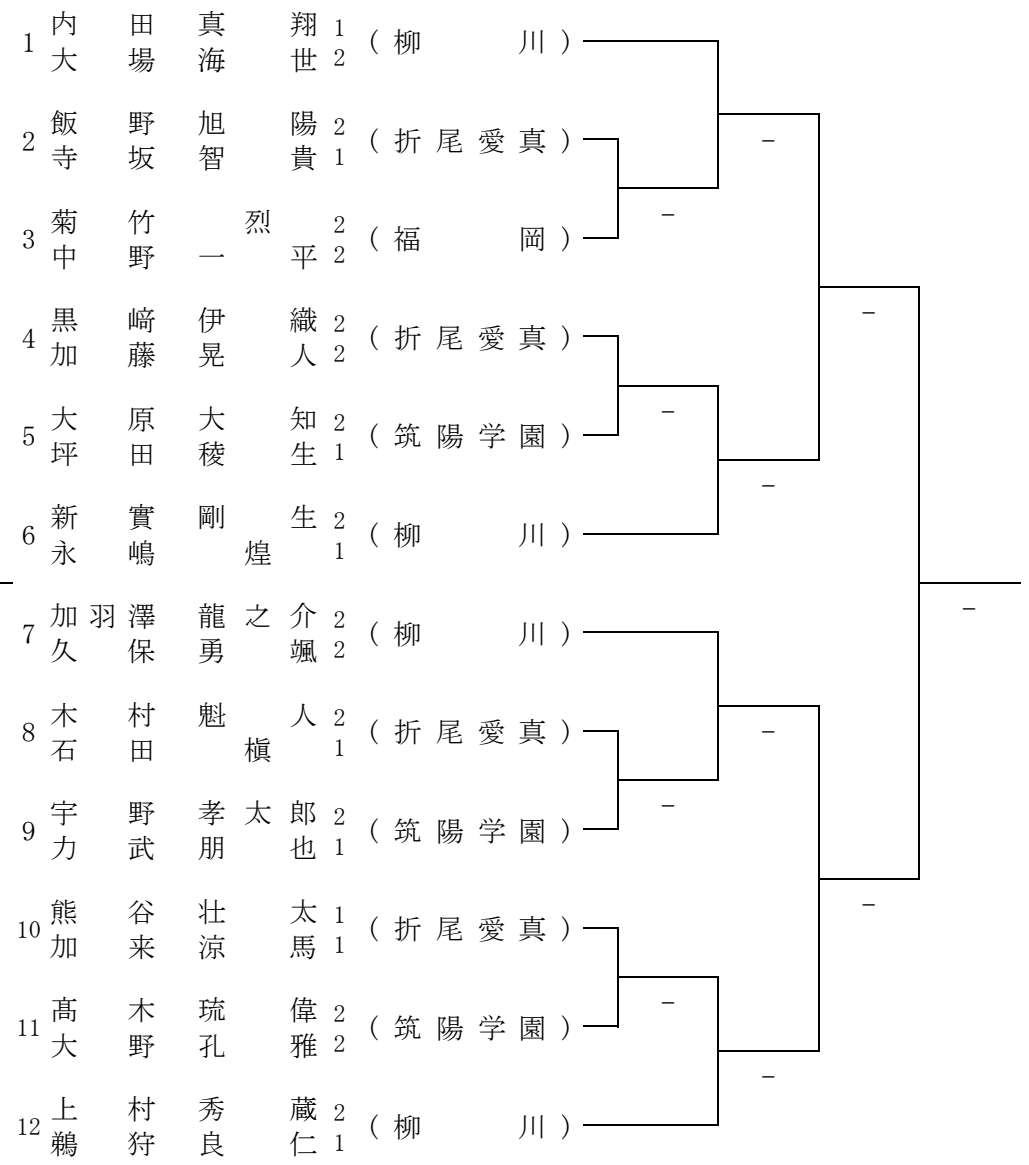 1 内田真翔 1 (柳川)
大場海世 2
2 飯野旭陽 2 (折尾愛真)
寺坂智貴 1
3 菊竹烈 2 (福岡)
中野一平 2
4 黒﨑伊織 2 (折尾愛真)
加藤晃人 2
5 大原大知 2 (筑陽学園)
坪田稜生 1
6 新實剛生 2 (柳川)
永嶋煌 1
7 加羽澤龍之介 2 (柳川)
久保勇颯 2
8 木村魁人 2 (折尾愛真)
石田槇 1
9 宇野孝太郎 2 (筑陽学園)
力武朋也 1
10 熊谷壮太 1 (折尾愛真)
加来涼馬 1
11 髙木琉偉 2 (筑陽学園)
大野孔雅 2
12 上村秀蔵 2 (柳川)
鵜狩良仁 1